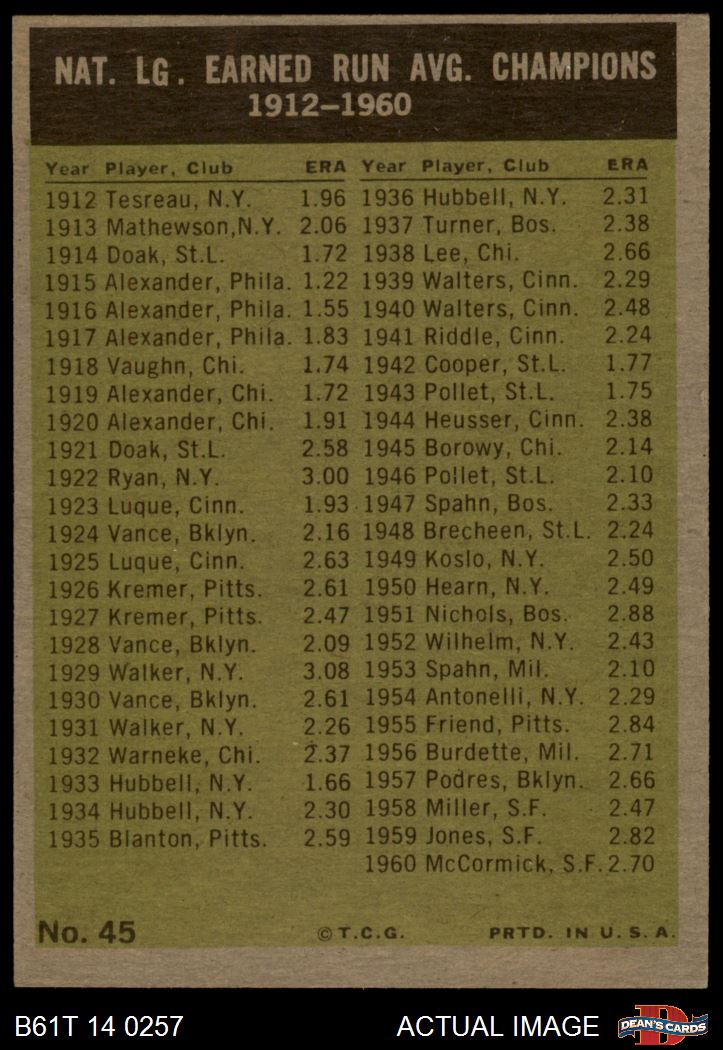 NAT. LG. EARNED RUN AVG. CHAMPIONS
1912–1960
Year Player, Club ERA
1912 Tesreau, N.Y. 1.96
1913 Mathewson,N.Y. 2.06
1914 Doak, St.L. 1.72
1915 Alexander, Phila. 1.22
1916 Alexander, Phila. 1.55
1917 Alexander, Phila. 1.83
1918 Vaughn, Chi. 1.74
1919 Alexander, Chi. 1.72
1920 Alexander, Chi. 1.91
1921 Doak, St.L. 2.58
1922 Ryan, N.Y. 3.00
1923 Luque, Cinn. 1.93
1924 Vance, Bklyn. 2.16
1925 Luque, Cinn. 2.63
1926 Kremer, Pitts. 2.61
1927 Kremer, Pitts. 2.47
1928 Vance, Bklyn. 2.09
1929 Walker, N.Y. 3.08
1930 Vance, Bklyn. 2.61
1931 Walker, N.Y. 2.26
1932 Warneke, Chi. 2.37
1933 Hubbell, N.Y. 1.66
1934 Hubbell, N.Y. 2.30
1935 Blanton, Pitts. 2.59
Year Player, Club ERA
1936 Hubbell, N.Y. 2.31
1937 Turner, Bos. 2.38
1938 Lee, Chi. 2.66
1939 Walters, Cinn. 2.29
1940 Walters, Cinn. 2.48
1941 Riddle, Cinn. 2.24
1942 Cooper, St.L. 1.77
1943 Pollet, St.L. 1.75
1944 Heusser, Cinn. 2.38
1945 Borowy, Chi. 2.14
1946 Pollet, St.L. 2.10
1947 Spahn, Bos. 2.33
1948 Brecheen, St.L. 2.24
1949 Koslo, N.Y. 2.50
1950 Hearn, N.Y. 2.49
1951 Nichols, Bos. 2.88
1952 Wilhelm, N.Y. 2.43
1953 Spahn, Mil. 2.10
1954 Antonelli, N.Y. 2.29
1955 Friend, Pitts. 2.84
1956 Burdette, Mil. 2.71
1957 Podres, Bklyn. 2.66
1958 Miller, S.F. 2.47
1959 Jones, S.F. 2.82
1960 McCormick, S.F. 2.70
No. 45 ©T.C.G. PRTD. IN U.S.A.
B61T 14 0257 ACTUAL IMAGE DEAN'S CARDS